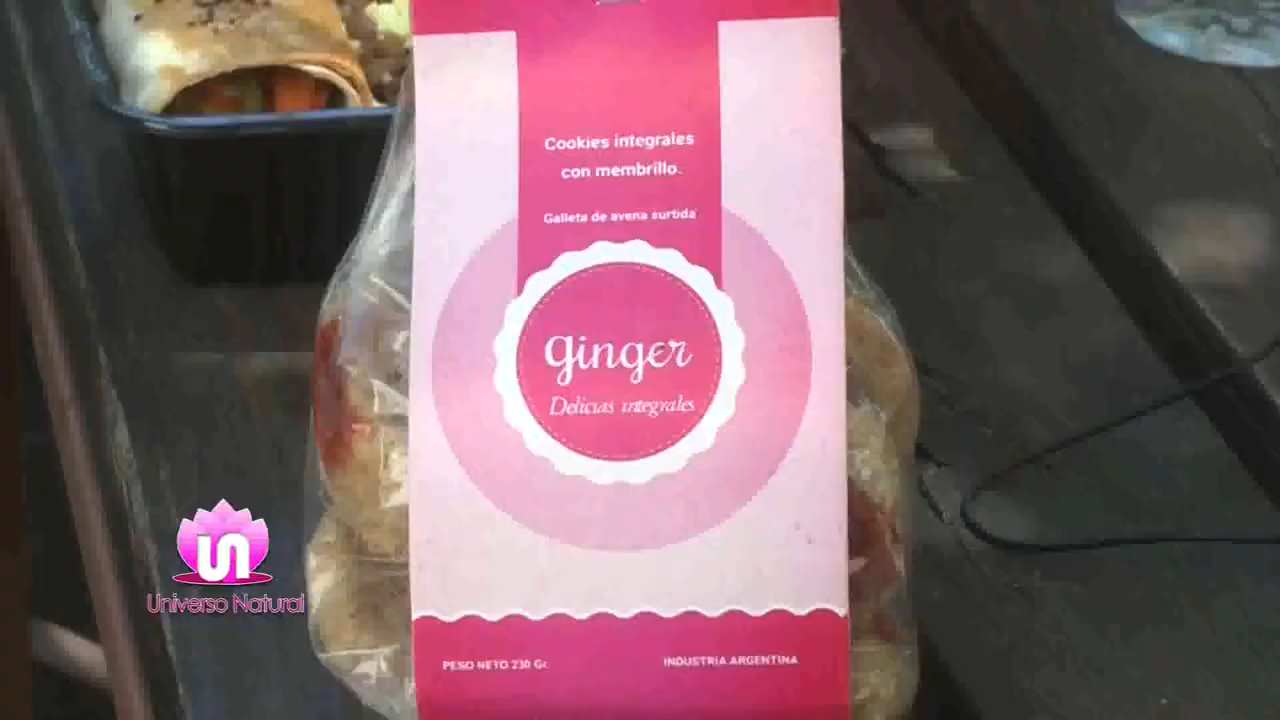 Cookies integrales
con membrillo.
Galleta de avena surtida
ginger
Delicias integrales
UN
Universo Natural
PESO NETO 230 Gr.
INDUSTRIA ARGENTINA